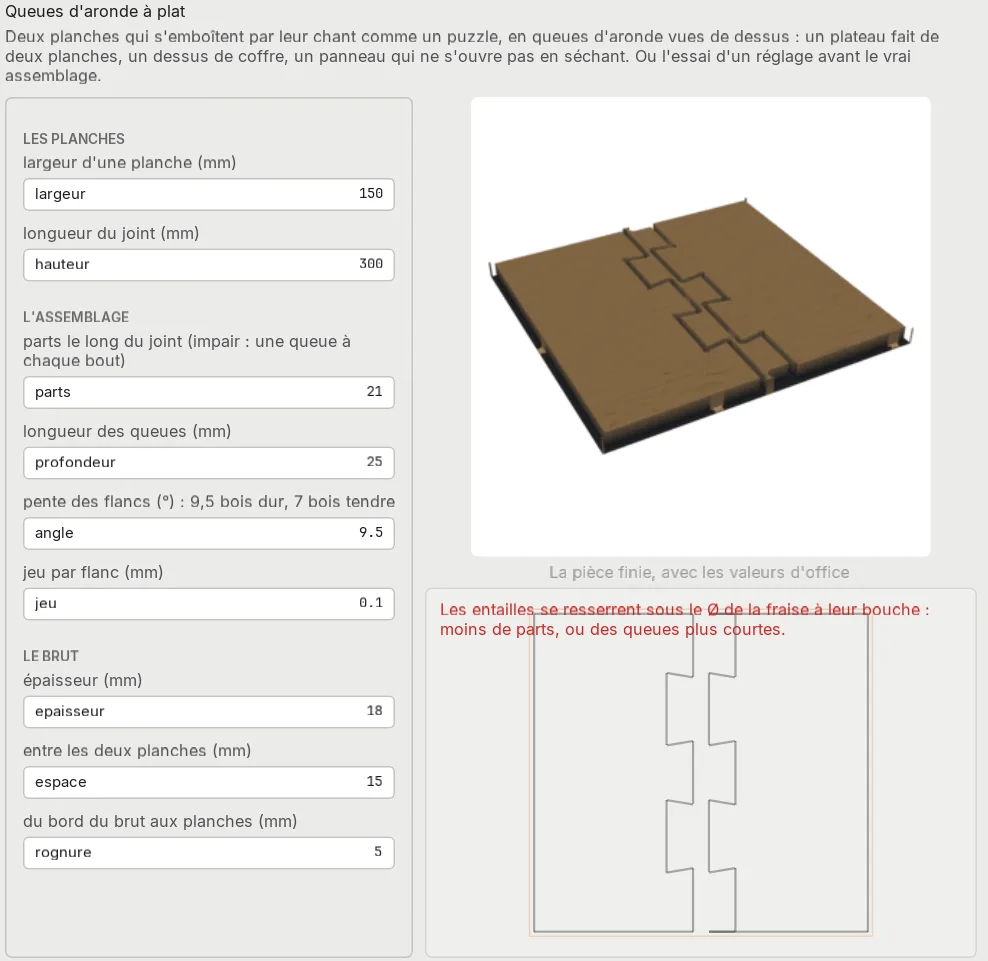 Queues d'aronde à plat
Deux planches qui s'emboîtent par leur chant comme un puzzle, en queues d'aronde vues de dessus : un plateau fait de
deux planches, un dessus de coffre, un panneau qui ne s'ouvre pas en séchant. Ou l'essai d'un réglage avant le vrai
assemblage.
LES PLANCHES
largeur d'une planche (mm)
largeur 150
longueur du joint (mm)
hauteur 300
L'ASSEMBLAGE
parts le long du joint (impair : une queue à
chaque bout)
parts 21
longueur des queues (mm)
profondeur 25
pente des flancs (°) : 9,5 bois dur, 7 bois tendre
angle 9.5
jeu par flanc (mm)
jeu 0.1
LE BRUT
épaisseur (mm)
epaisseur 18
entre les deux planches (mm)
espace 15
du bord du brut aux planches (mm)
rognure 5
La pièce finie, avec les valeurs d'office
Les entailles se resserrent sous le Ø de la fraise à leur bouche :
moins de parts, ou des queues plus courtes.